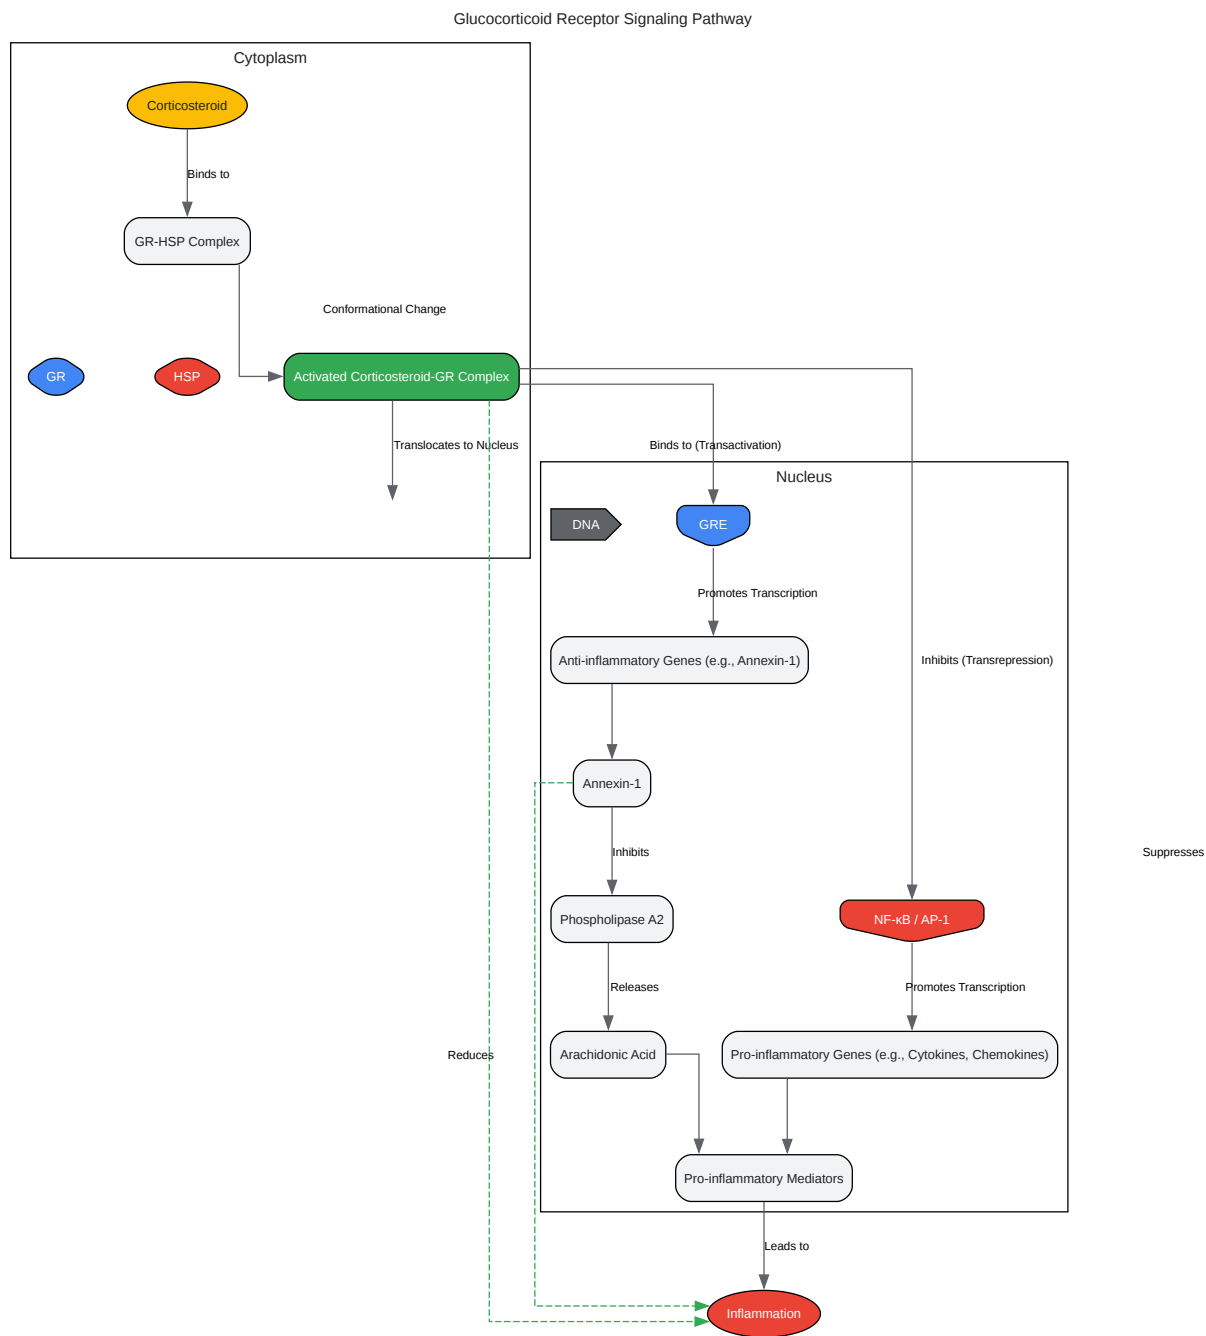 Glucocorticoid Receptor Signaling Pathway
Cytoplasm
Corticosteroid
Binds to
GR-HSP Complex
Conformational Change
GR
HSP
Activated Corticosteroid-GR Complex
Translocates to Nucleus
Binds to (Transactivation)
Nucleus
DNA
GRE
Promotes Transcription
Anti-inflammatory Genes (e.g., Annexin-1)
Inhibits (Transrepression)
Annexin-1
Inhibits
Suppresses
Phospholipase A2
NF-κB / AP-1
Releases
Promotes Transcription
Reduces
Arachidonic Acid
Pro-inflammatory Genes (e.g., Cytokines, Chemokines)
Pro-inflammatory Mediators
Leads to
Inflammation